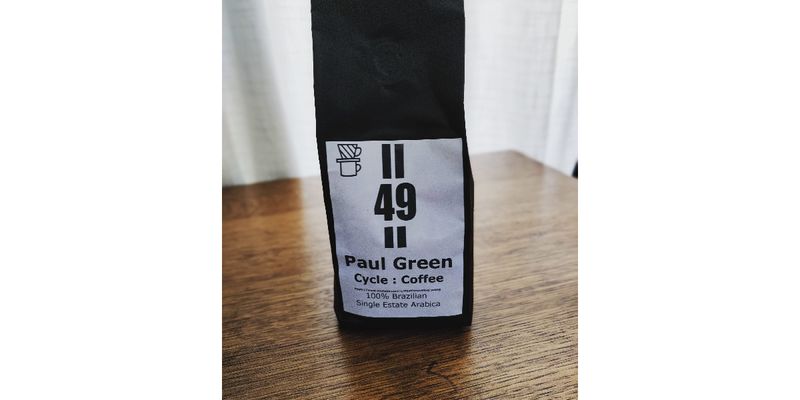 49
Paul Green
Cycle : Coffee
100% Brazilian
Single Estate Arabica